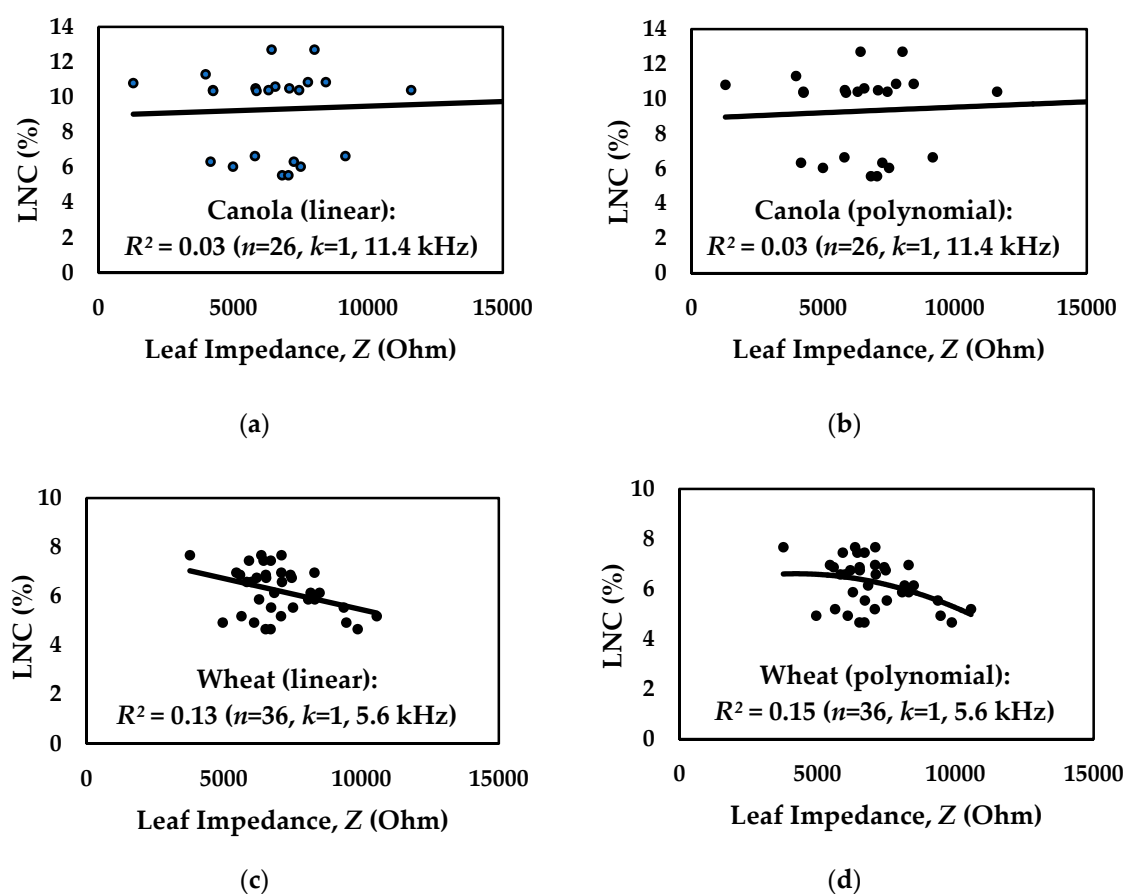 14
12
10
8
6
4
2
0
LNC (%)
Canola (linear):
R² = 0.03 (n=26, k=1, 11.4 kHz)
0 5000 10000 15000
Leaf Impedance, Z (Ohm)
(a)
14
12
10
8
6
4
2
0
LNC (%)
Canola (polynomial):
R² = 0.03 (n=26, k=1, 11.4 kHz)
0 5000 10000 15000
Leaf Impedance, Z (Ohm)
(b)
10
8
6
4
2
0
LNC (%)
Wheat (linear):
R² = 0.13 (n=36, k=1, 5.6 kHz)
0 5000 10000 15000
Leaf Impedance, Z (Ohm)
(c)
10
8
6
4
2
0
LNC (%)
Wheat (polynomial):
R² = 0.15 (n=36, k=1, 5.6 kHz)
0 5000 10000 15000
Leaf Impedance, Z (Ohm)
(d)